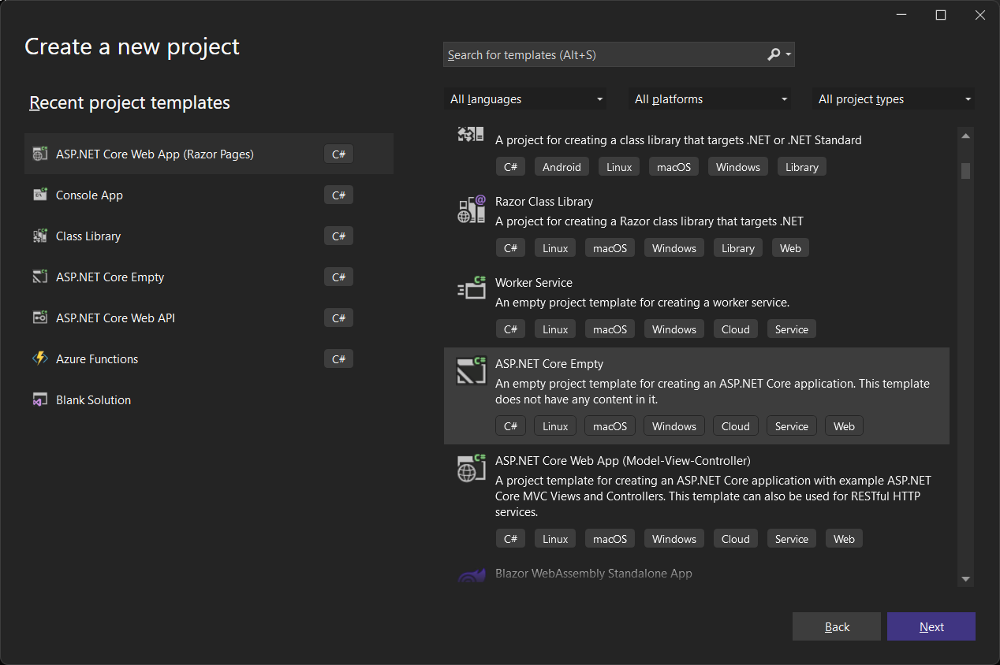 Create a new project
Search for templates (Alt+S)
Recent project templates
All languages
All platforms
All project types
ASP.NET Core Web App (Razor Pages)
C#
Console App
C#
Class Library
C#
ASP.NET Core Empty
C#
ASP.NET Core Web API
C#
Azure Functions
C#
Blank Solution
A project for creating a class library that targets .NET or .NET Standard
C# Android Linux macOS Windows Library
Razor Class Library
A project for creating a Razor class library that targets .NET
C# Linux macOS Windows Library Web
Worker Service
An empty project template for creating a worker service.
C# Linux macOS Windows Cloud Service
ASP.NET Core Empty
An empty project template for creating an ASP.NET Core application. This template
does not have any content in it.
C# Linux macOS Windows Cloud Service Web
ASP.NET Core Web App (Model-View-Controller)
A project template for creating an ASP.NET Core application with example ASP.NET
Core MVC Views and Controllers. This template can also be used for RESTful HTTP
services.
C# Linux macOS Windows Cloud Service Web
Blazor WebAssembly Standalone App
Back
Next